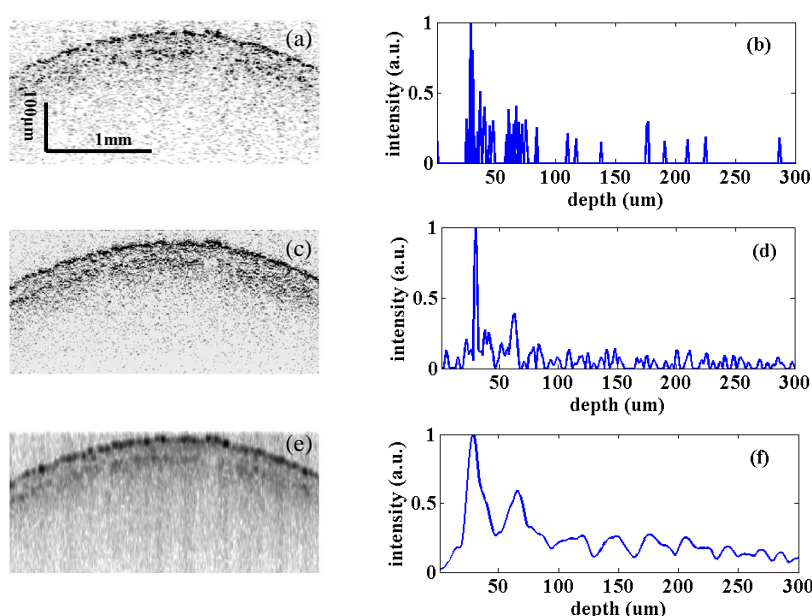 (a)
100μm
1mm
intensity (a.u.)
1
0.5
0
50 100 150 200 250 300
depth (um)
(b)
(c)
intensity (a.u.)
1
0.5
0
50 100 150 200 250 300
depth (um)
(d)
(e)
intensity (a.u.)
1
0.5
0
50 100 150 200 250 300
depth (um)
(f)